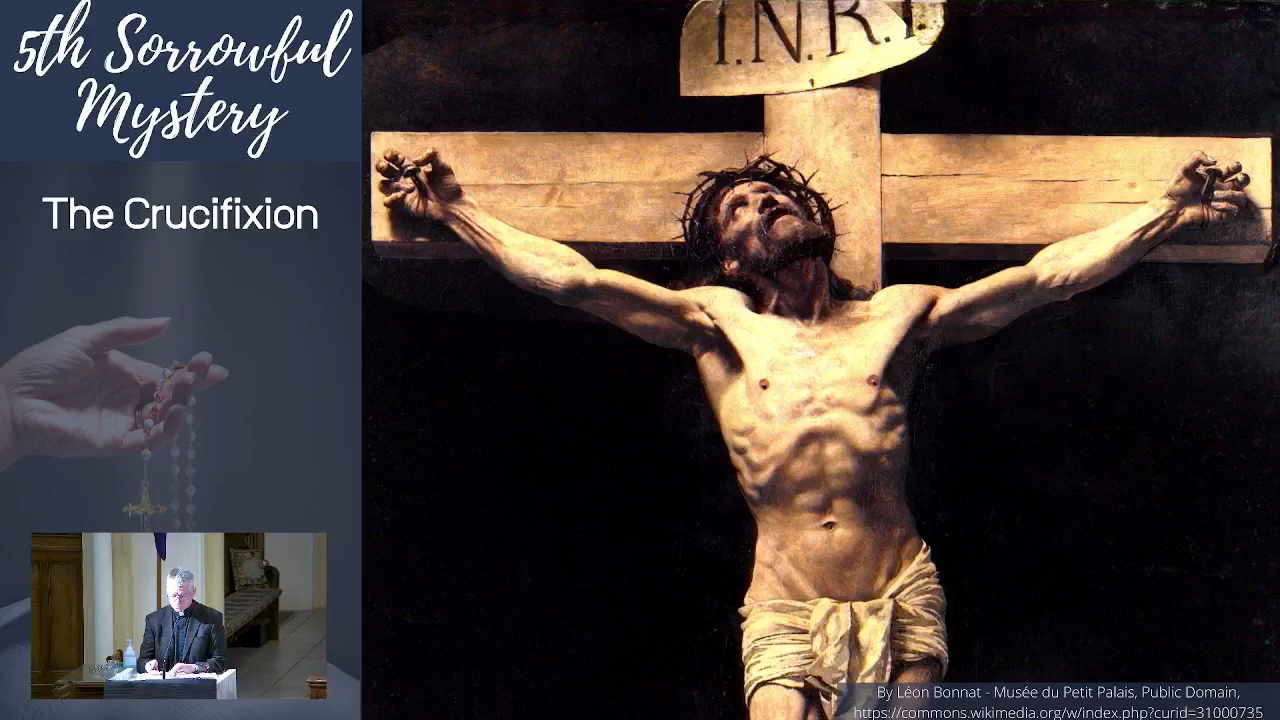 5th Sorrowful
Mystery
The Crucifixion
I.N.R.I.
By Léon Bonnat - Musée du Petit Palais, Public Domain,
https://commons.wikimedia.org/w/index.php?curid=31000735